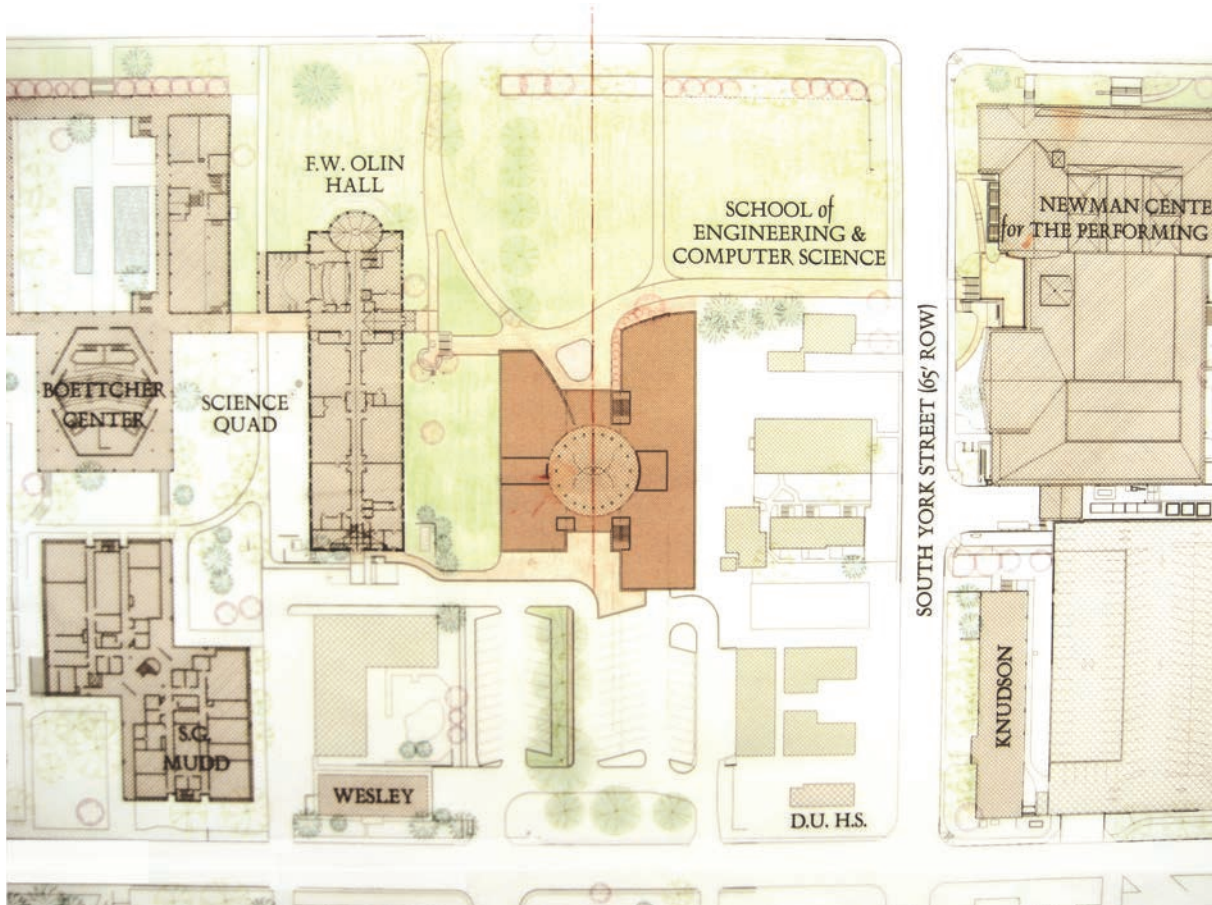 F.W. OLIN
HALL
SCHOOL of
ENGINEERING &
COMPUTER SCIENCE
NEWMAN CENTE
for THE PERFORMING
BOETTCHER
CENTER
SCIENCE
QUAD
SOUTH YORK STREET (65' ROW)
KNUDSON
S.G.
MUDD
WESLEY
D.U. H.S.